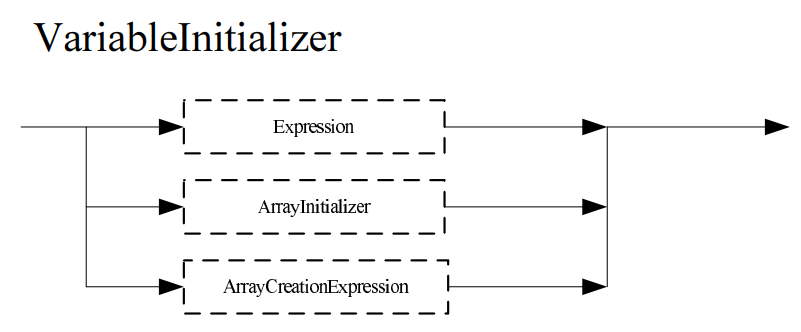 VariableInitializer
Expression
ArrayInitializer
ArrayCreationExpression